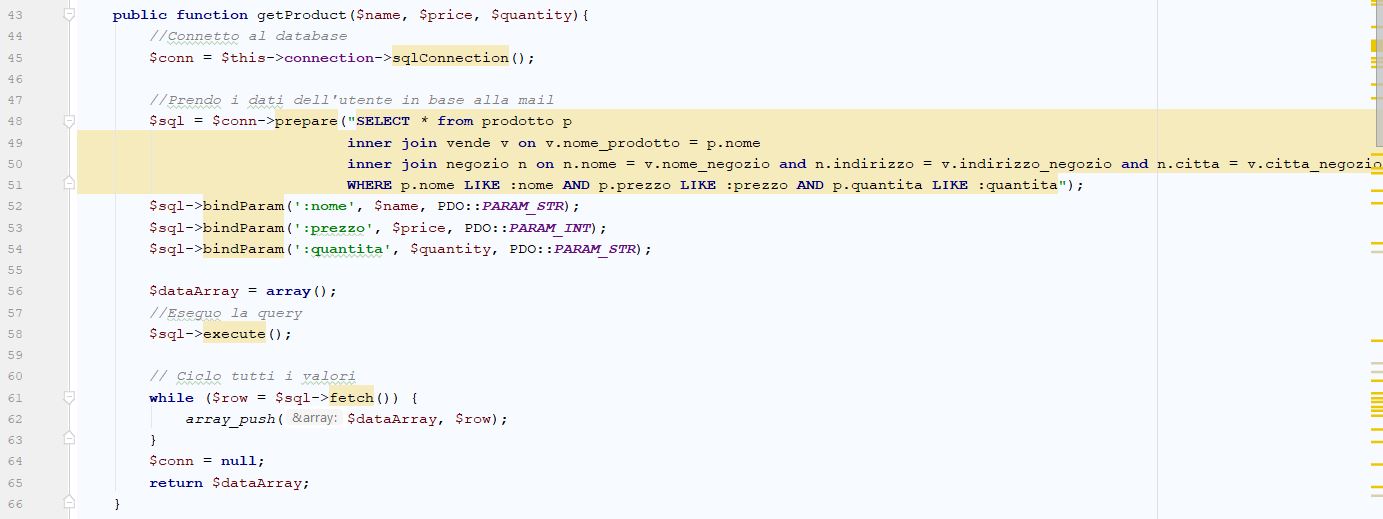 43 public function getProduct($name, $price, $quantity){
44 //Connetto al database
45 $conn = $this->connection->sqlConnection();
46
47 //Prendo i dati dell'utente in base alla mail
48 $sql = $conn->prepare("SELECT * from prodotto p
49 inner join vende v on v.nome_prodotto = p.nome
50 inner join negozio n on n.nome = v.nome_negozio and n.indirizzo = v.indirizzo_negozio and n.citta = v.citta_negozio
51 WHERE p.nome LIKE :nome AND p.prezzo LIKE :prezzo AND p.quantita LIKE :quantita");
52 $sql->bindParam(':nome', $name, PDO::PARAM_STR);
53 $sql->bindParam(':prezzo', $price, PDO::PARAM_INT);
54 $sql->bindParam(':quantita', $quantity, PDO::PARAM_STR);
55
56 $dataArray = array();
57 //Eseguo la query
58 $sql->execute();
59
60 // Ciclo tutti i valori
61 while ($row = $sql->fetch()) {
62 array_push( &array: $dataArray, $row);
63 }
64 $conn = null;
65 return $dataArray;
66 }